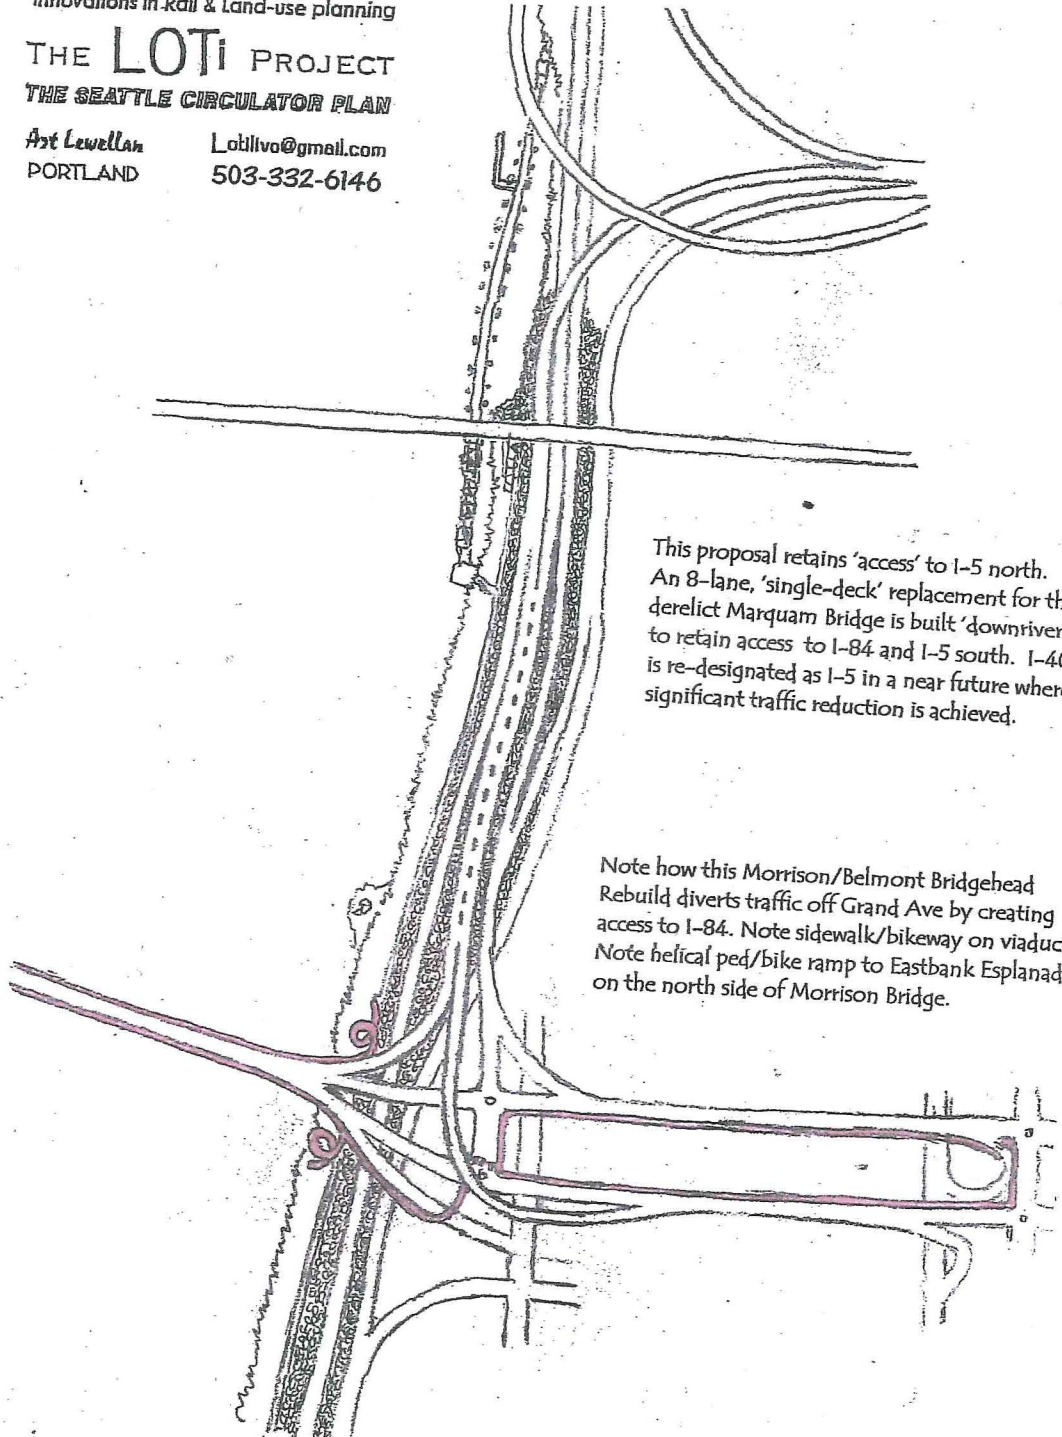 Innovations in Rail & Land-use planning
THE LOTi PROJECT
THE SEATTLE CIRCULATOR PLAN
Art Lewellan
Lotilivo@gmail.com
PORTLAND
503-332-6146
This proposal retains 'access' to I-5 north.
An 8-lane, 'single-deck' replacement for th
derelict Marquam Bridge is built 'downriver
to retain access to I-84 and I-5 south. I-40
is re-designated as I-5 in a near future wher
significant traffic reduction is achieved.
Note how this Morrison/Belmont Bridgehead
Rebuild diverts traffic off Grand Ave by creating
access to I-84. Note sidewalk/bikeway on viaduc
Note helical ped/bike ramp to Eastbank Esplanad
on the north side of Morrison Bridge.